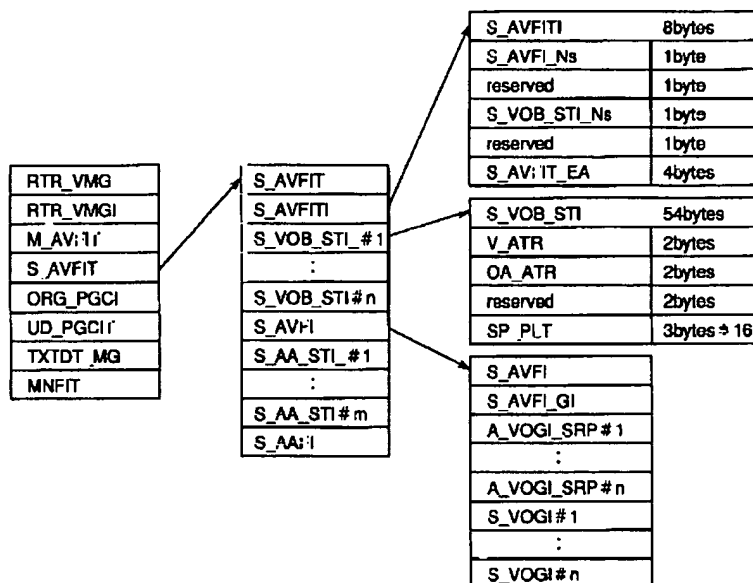 RTR_VMG
RTR_VMGI
S_AVFIT
ORG_PGCI
TXTDT_MG
MNFIT
S_AVFIT
S_AVFITI
S_VOB_STI_#1
:
S_VOB_STI#n
S_AVFI
S_AA_STI_#1
:
S_AA_STI#m
S_AVFITI 8bytes
S_AVFI_Ns 1byte
reserved 1byte
S_VOB_STI_Ns 1byte
reserved 1byte
4bytes
S_VOB_STI 54bytes
V_ATR 2bytes
OA_ATR 2bytes
reserved 2bytes
SP_PLT 3bytes 16
S_AVFI
S_AVFI_GI
A_VOGI_SRP#1
:
A_VOGI_SRP#n
S_VOGI#1
:
S_VOGI#n